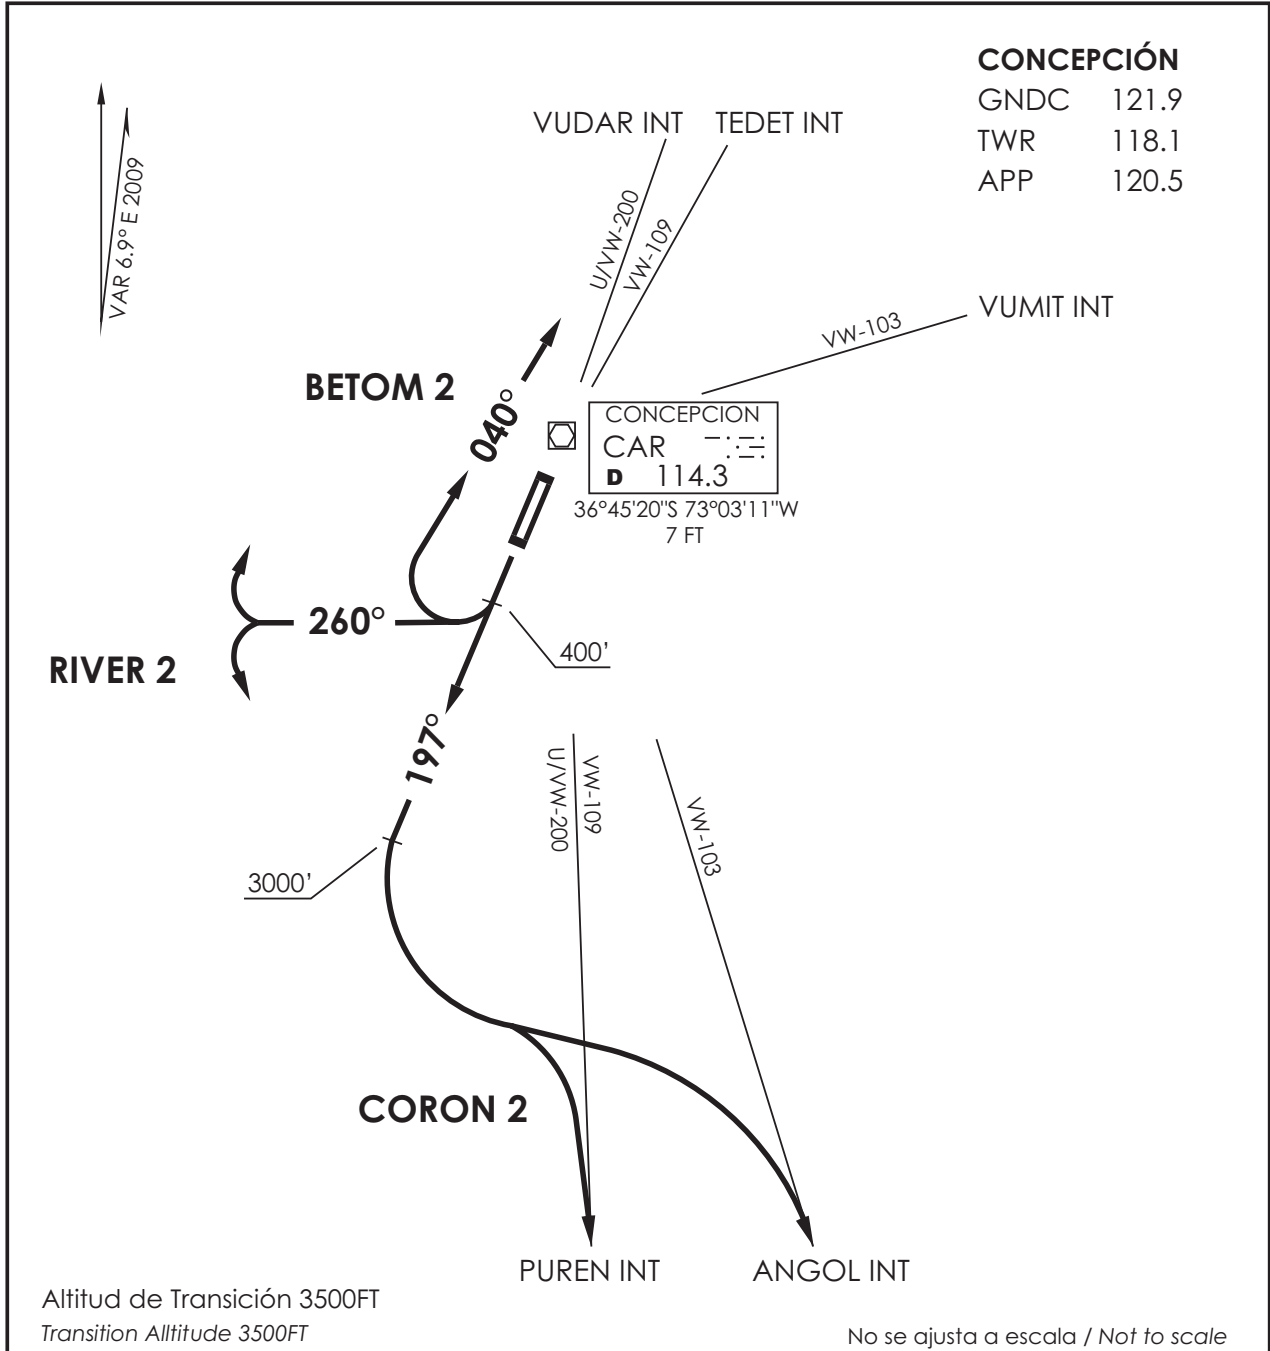 CONCEPCIÓN
GNDC 121.9
TWR 118.1
APP 120.5
VUDAR INT TEDET INT
VAR 6.9° E 2009
U/VW-200
VW-109
VUMIT INT
VW-103
BETOM 2
040°
CONCEPCION
CAR
D 114.3
36°45'20"S 73°03'11"W
7 FT
260°
RIVER 2
400'
197°
VW-109
U/VW-200
VW-103
3000'
CORON 2
PUREN INT ANGOL INT
Altitud de Transición 3500FT
Transition Alltitude 3500FT
No se ajusta a escala / Not to scale